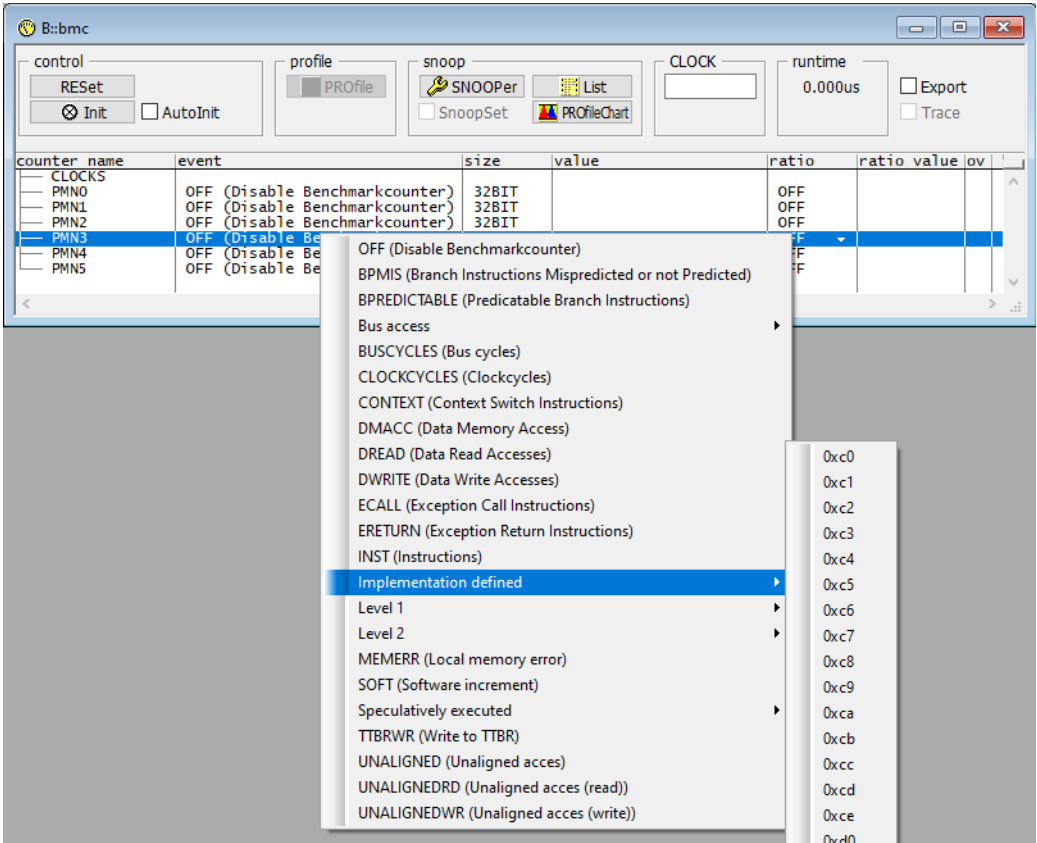 B::bmc
control
profile
snoop
CLOCK
runtime
RESet
PROfile
SNOOPer
List
0.000us
Export
Init
AutoInit
SnoopSet
PROfileChart
Trace
counter name event size value ratio ratio value ov
CLOCKS
PMN0 OFF (Disable Benchmarkcounter) 32BIT OFF
PMN1 OFF (Disable Benchmarkcounter) 32BIT OFF
PMN2 OFF (Disable Benchmarkcounter) 32BIT OFF
PMN3 OFF (Disable Be FF
PMN4 OFF (Disable Be FF
PMN5 OFF (Disable Be FF
OFF (Disable Benchmarkcounter)
BPMIS (Branch Instructions Mispredicted or not Predicted)
BPREDICTABLE (Predicatable Branch Instructions)
Bus access
BUSCYCLES (Bus cycles)
CLOCKCYCLES (Clockcycles)
CONTEXT (Context Switch Instructions)
DMACC (Data Memory Access)
DREAD (Data Read Accesses)
DWRITE (Data Write Accesses)
ECALL (Exception Call Instructions)
ERETURN (Exception Return Instructions)
INST (Instructions)
Implementation defined
Level 1
Level 2
MEMERR (Local memory error)
SOFT (Software increment)
Speculatively executed
TTBRWR (Write to TTBR)
UNALIGNED (Unaligned acces)
UNALIGNEDRD (Unaligned acces (read))
UNALIGNEDWR (Unaligned acces (write))
0xc0
0xc1
0xc2
0xc3
0xc4
0xc5
0xc6
0xc7
0xc8
0xc9
0xca
0xcb
0xcc
0xcd
0xce
0xd0